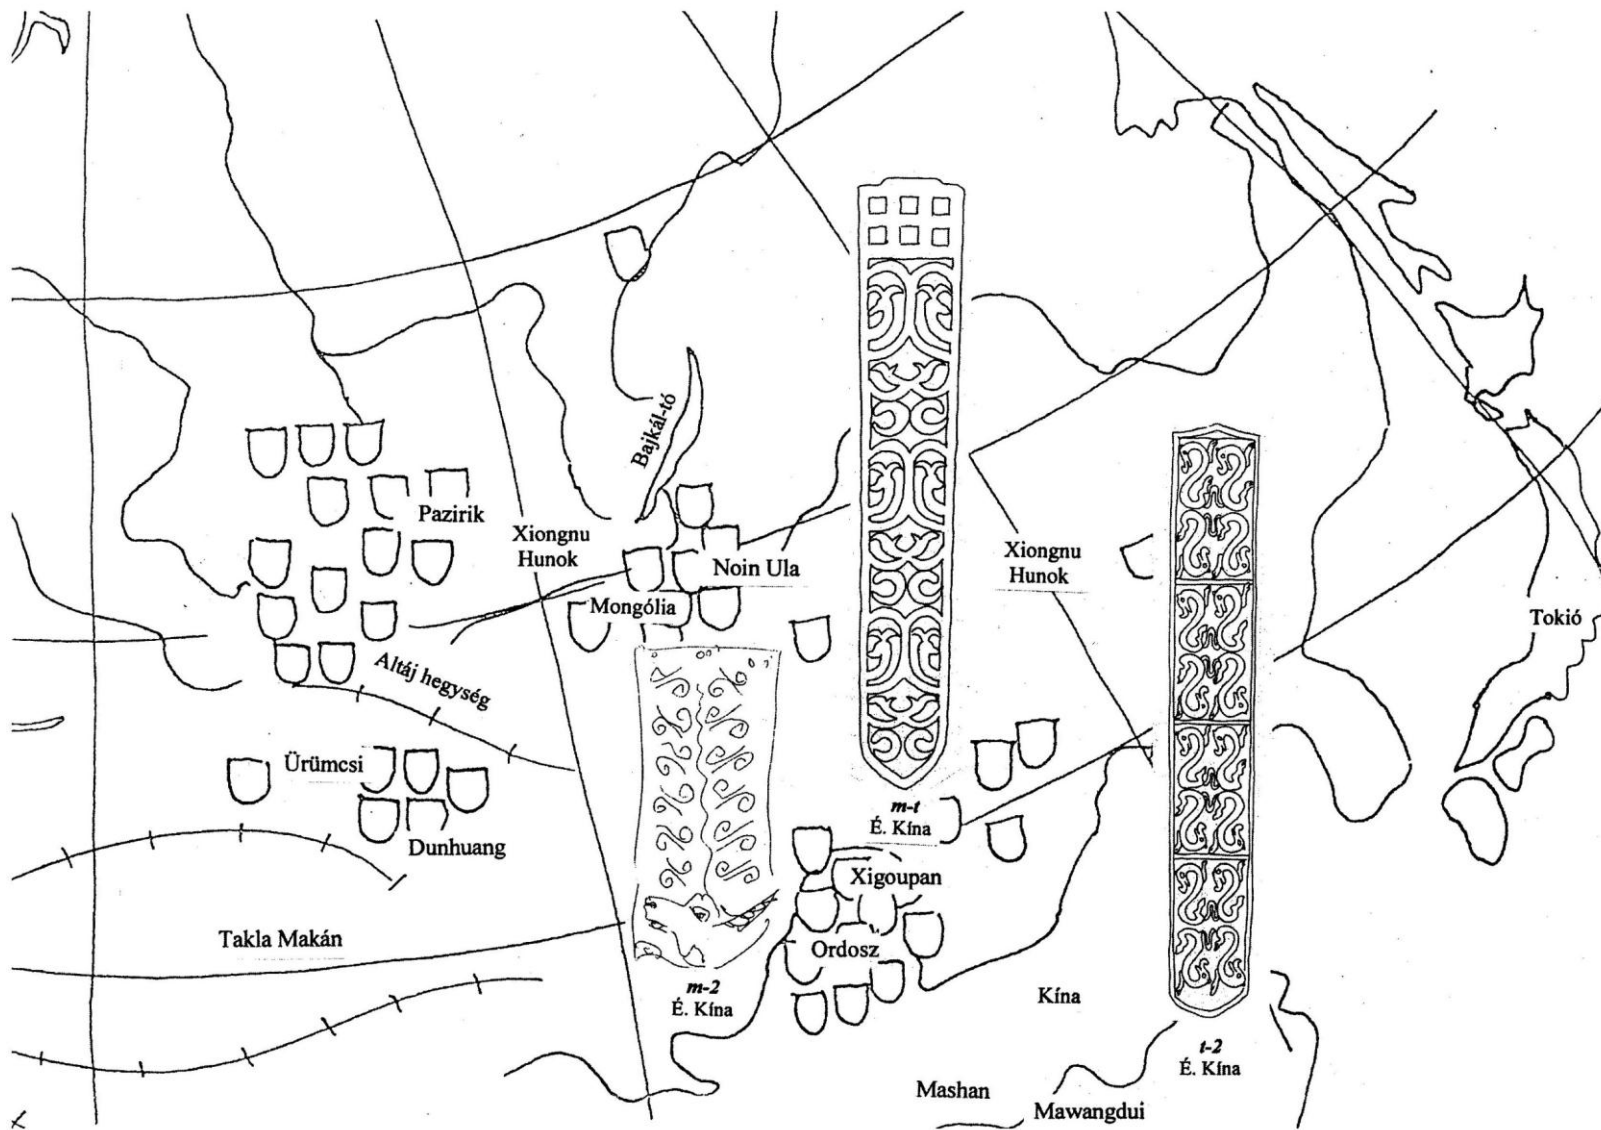 Bajkál-tó
Pazirik
Xiongnu
Hunok
Noin Ula
Mongólia
Xiongnu
Hunok
Tokió
Altáj hegység
Ürümcsi
Dunhuang
m-t
É. Kína
Xigoupan
Takla Makán
Ordosz
m-2
É. Kína
Kína
t-2
É. Kína
Mashan
Mawangdui